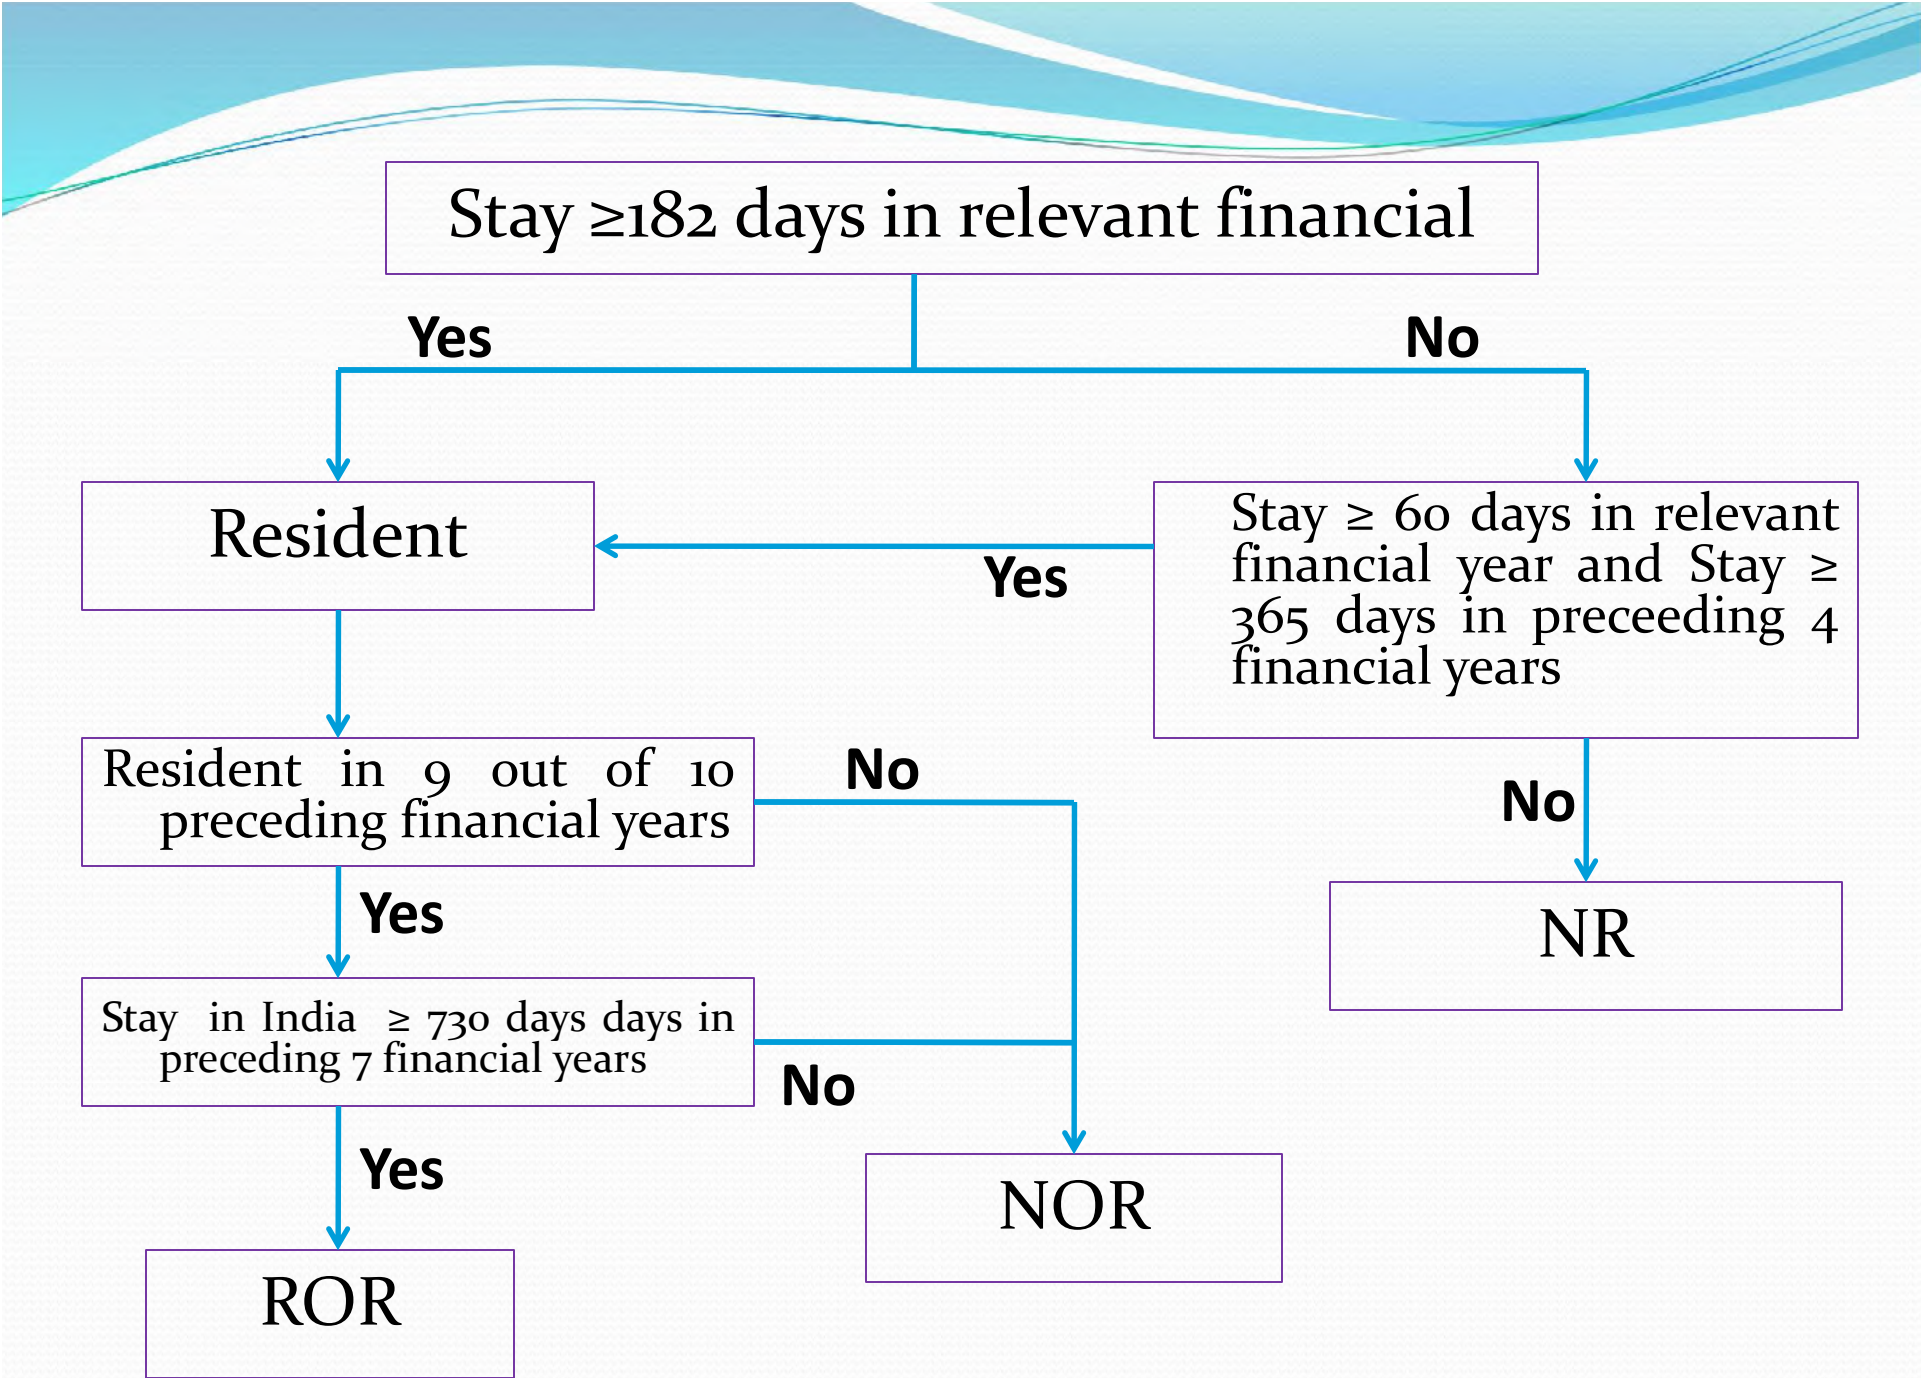 Stay ≥182 days in relevant financial
Yes
No
Resident
Stay ≥ 60 days in relevant
financial year and Stay ≥
365 days in preceeding 4
financial years
Yes
Resident in 9 out of 10
preceding financial years
No
No
Yes
NR
Stay in India ≥ 730 days days in
preceding 7 financial years
No
Yes
NOR
ROR